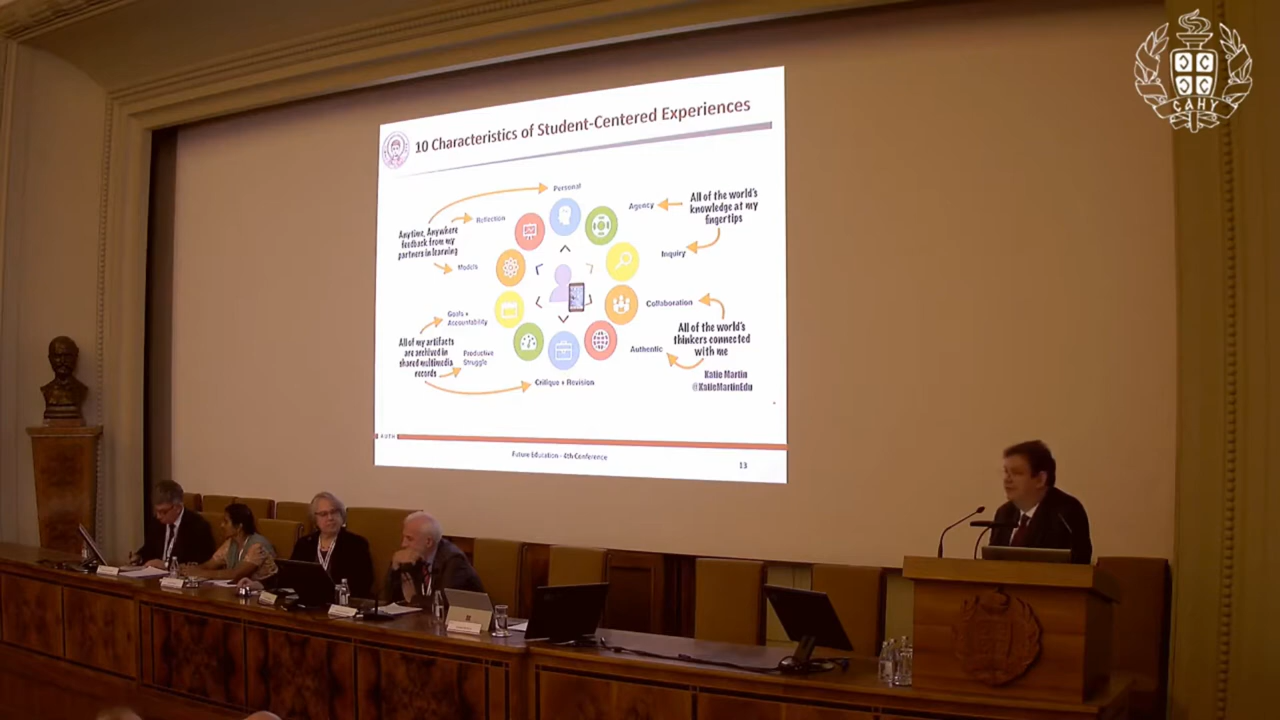 10 Characteristics of Student-Centered Experiences
Personal
Agency
All of the world's
knowledge at my
fingertips
Reflection
Anytime, Anywhere
feedback from my
partners in learning
Inquiry
Models
Collaboration
Goals +
Accountability
All of the world's
thinkers connected
with me
All of my artifacts
are archived in
shared multimedia
records
Productive
Struggle
Authentic
Critique + Revision
Katie Martin
@KatieMartinEdu
AUTH
Future Education - 4th Conference
13
САНУ